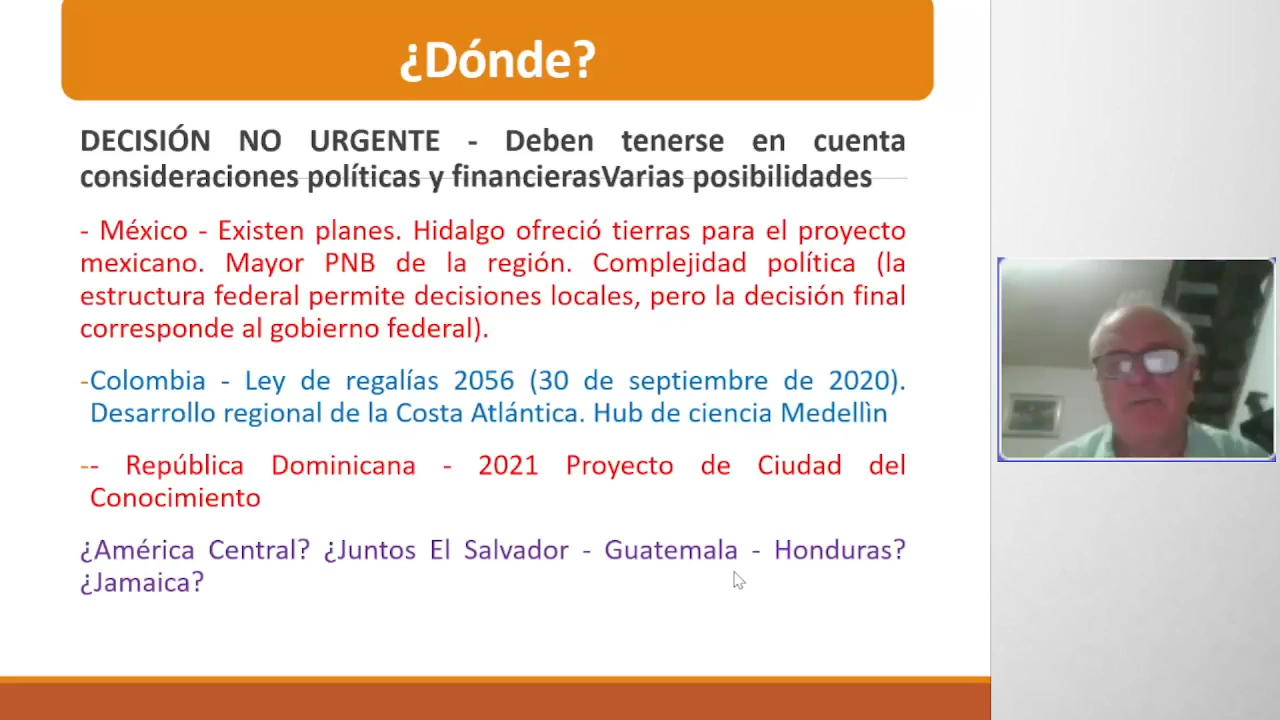 ¿Dónde?
DECISIÓN NO URGENTE - Deben tenerse en cuenta
consideraciones políticas y financierasVarias posibilidades
- México - Existen planes. Hidalgo ofreció tierras para el proyecto
mexicano. Mayor PNB de la región. Complejidad política (la
estructura federal permite decisiones locales, pero la decisión final
corresponde al gobierno federal).
-Colombia - Ley de regalías 2056 (30 de septiembre de 2020).
Desarrollo regional de la Costa Atlántica. Hub de ciencia Medellìn
-- República Dominicana - 2021 Proyecto de Ciudad del
Conocimiento
¿América Central? ¿Juntos El Salvador - Guatemala - Honduras?
¿Jamaica?